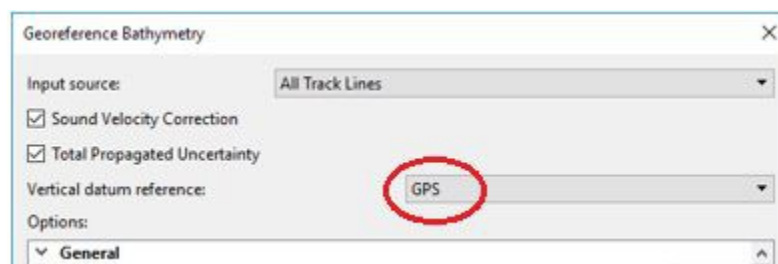 Georeference Bathymetry
Input source: All Track Lines
Sound Velocity Correction
Total Propagated Uncertainty
Vertical datum reference: GPS
Options:
General